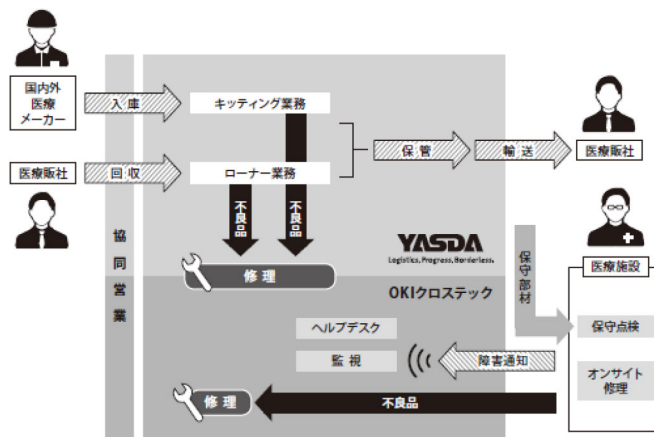 国内外
医療
メーカー
入庫
キッティング業務
保管
輸送
医療販社
医療販社
回収
ローナー業務
不良品
不良品
修理
協同営業
YASDA
Logistics, Progress, Borderless.
OKIクロステック
保守部材
医療施設
保守点検
オンサイト
修理
ヘルプデスク
監視
障害通知
修理
不良品